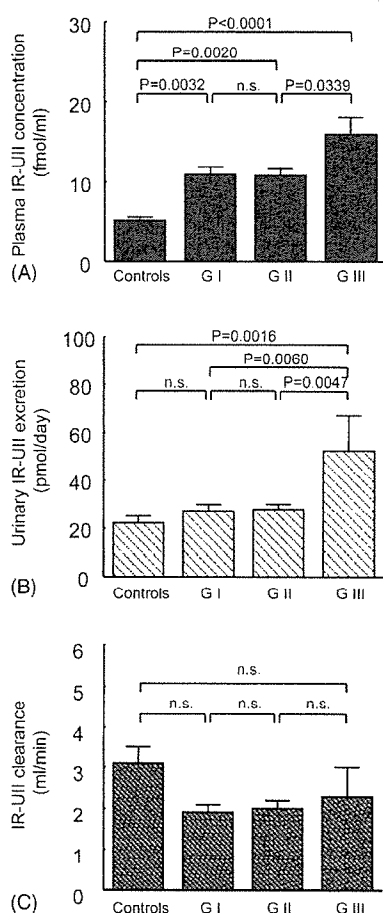 P<0.0001
P=0.0020
P=0.0032 n.s. P=0.0339
Plasma IR-UII concentration
(fmol/ml)
30
20
10
0
(A)
Controls G I G II G III
P=0.0016
P=0.0060
n.s. n.s. P=0.0047
Urinary IR-UII excretion
(pmol/day)
100
80
60
40
20
0
(B)
Controls G I G II G III
n.s.
n.s. n.s. n.s.
IR-UII clearance
(ml/min)
6
5
4
3
2
1
0
(C)
Controls G I G II G III